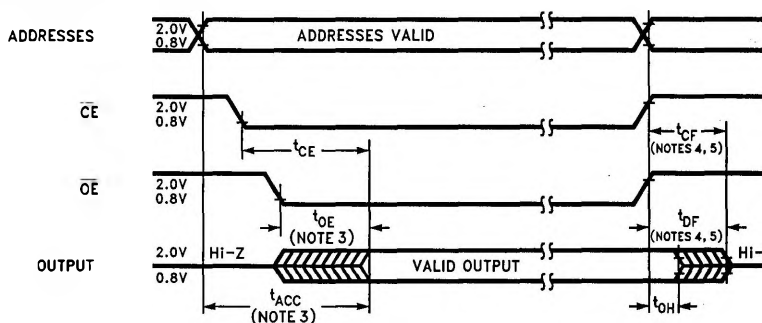 ADDRESSES
2.0V
0.8V
ADDRESSES VALID
CE
2.0V
0.8V
tCE
tCF
(NOTES 4, 5)
OE
2.0V
0.8V
tOE
(NOTE 3)
tDF
(NOTES 4, 5)
OUTPUT
2.0V
0.8V
Hi-Z
VALID OUTPUT
Hi-
tACC
(NOTE 3)
tOH